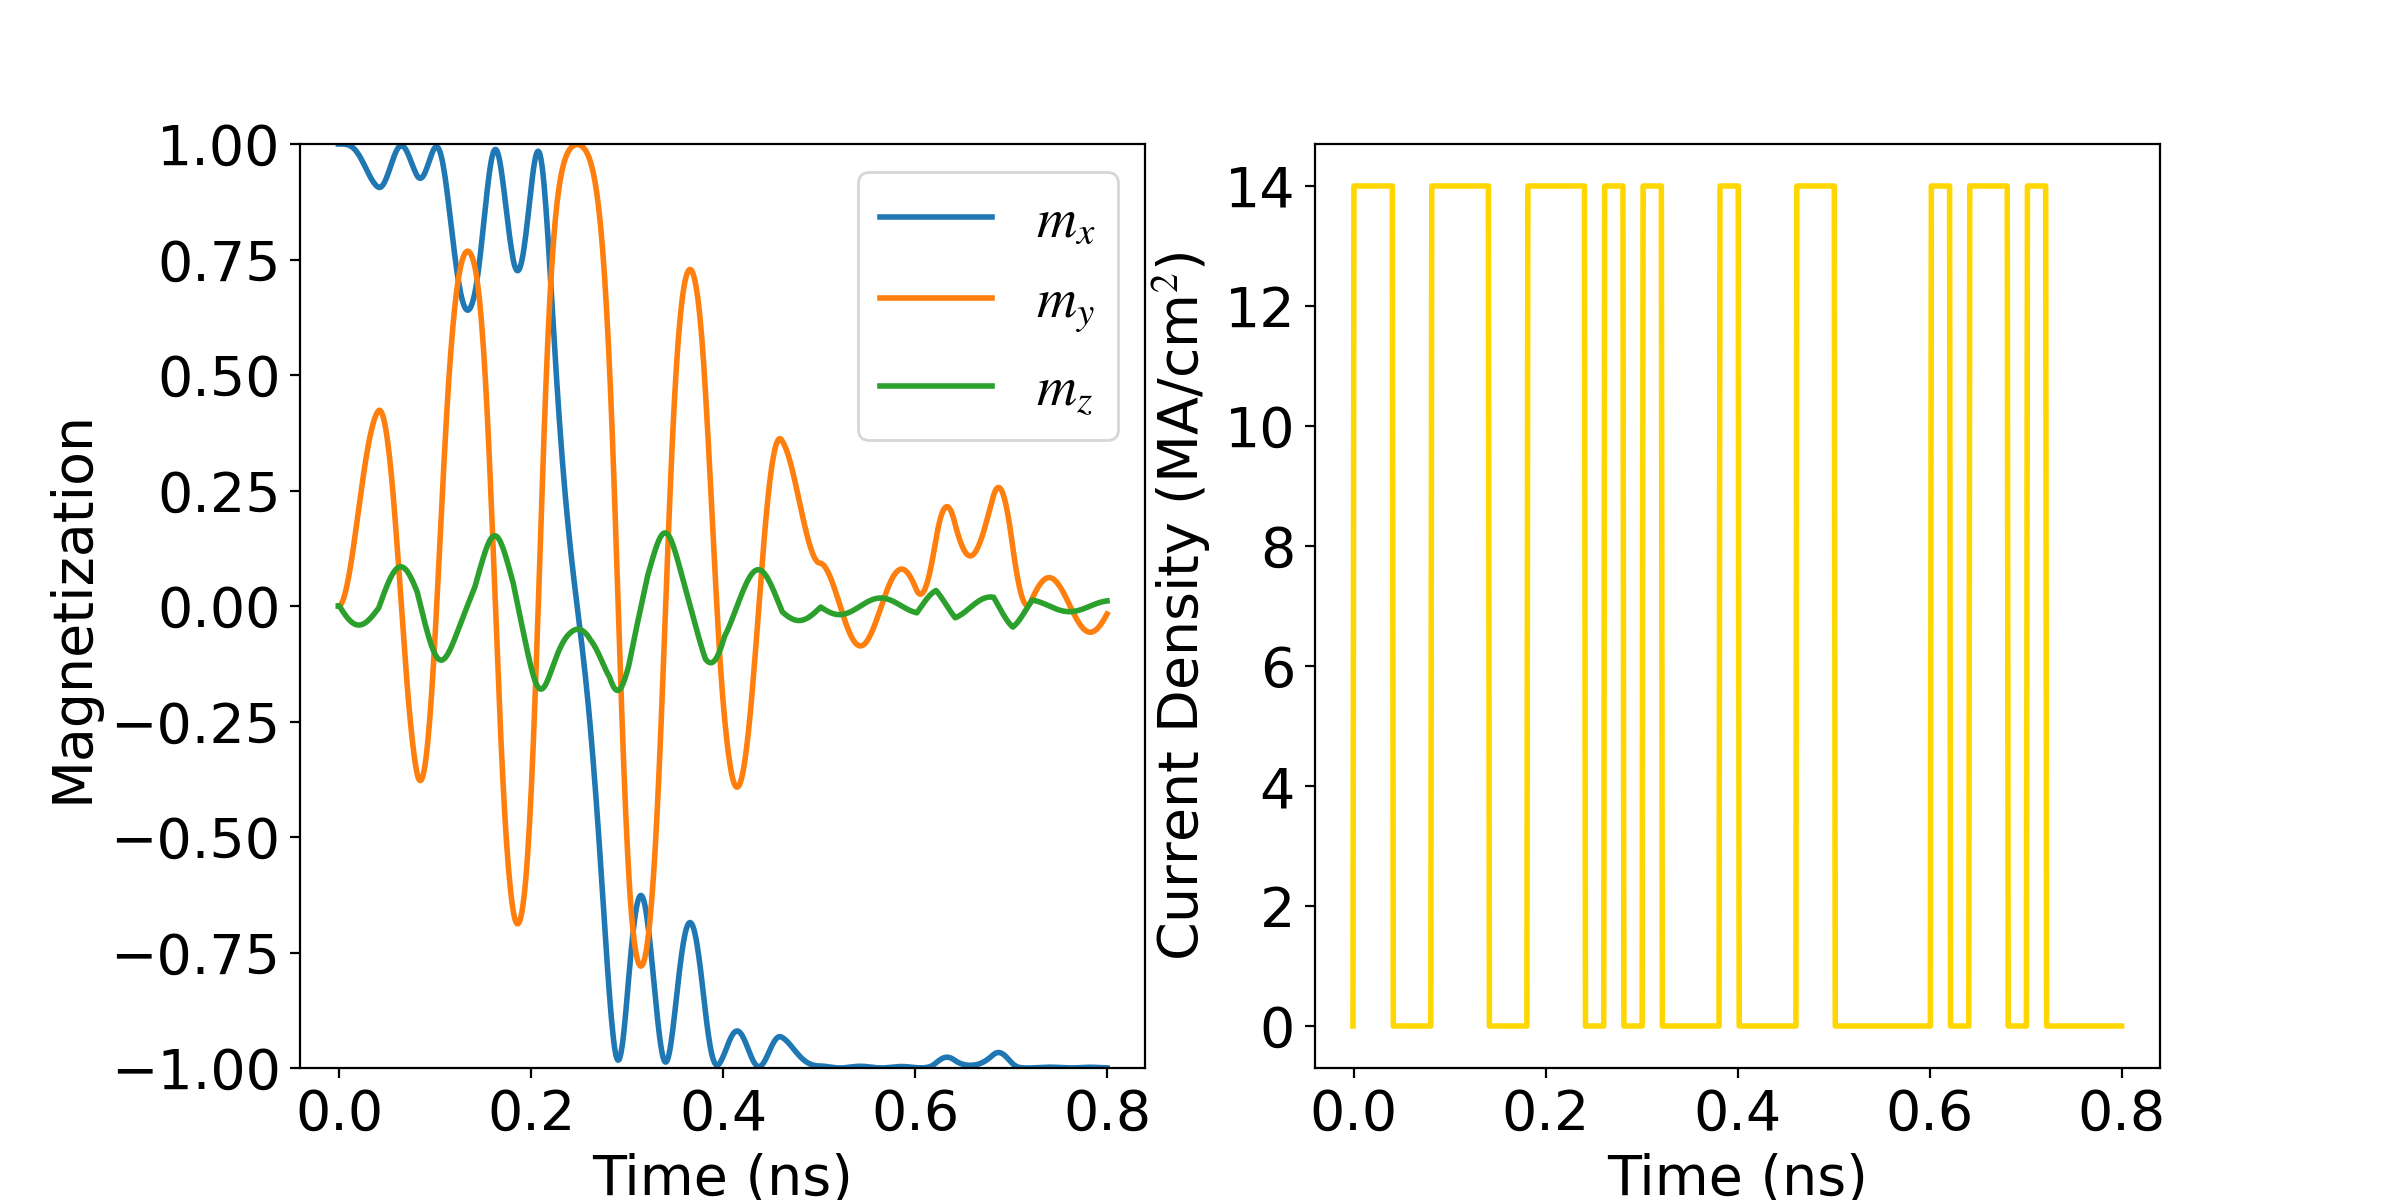 Magnetization
1.00
0.75
0.50
0.25
0.00
−0.25
−0.50
−0.75
−1.00
0.0 0.2 0.4 0.6 0.8
Time (ns)
mₓ
m_y
m_z
Current Density (MA/cm²)
14
12
10
8
6
4
2
0
0.0 0.2 0.4 0.6 0.8
Time (ns)